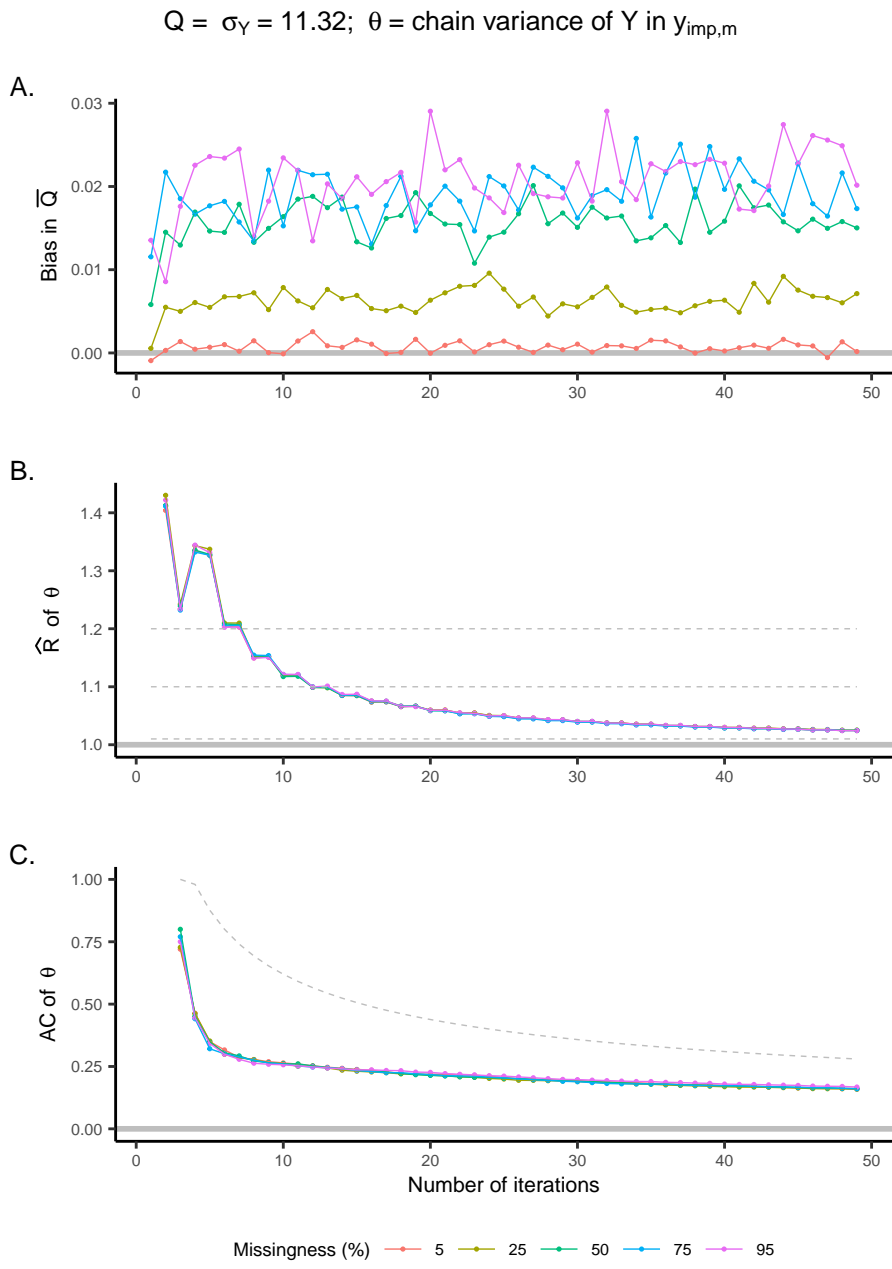 Q = σY = 11.32; θ = chain variance of Y in yimp,m
A.
Bias in Q̅
0.03
0.02
0.01
0.00
0 10 20 30 40 50
B.
R̂ of θ
1.4
1.3
1.2
1.1
1.0
0 10 20 30 40 50
C.
AC of θ
1.00
0.75
0.50
0.25
0.00
0 10 20 30 40 50
Number of iterations
Missingness (%) 5 25 50 75 95